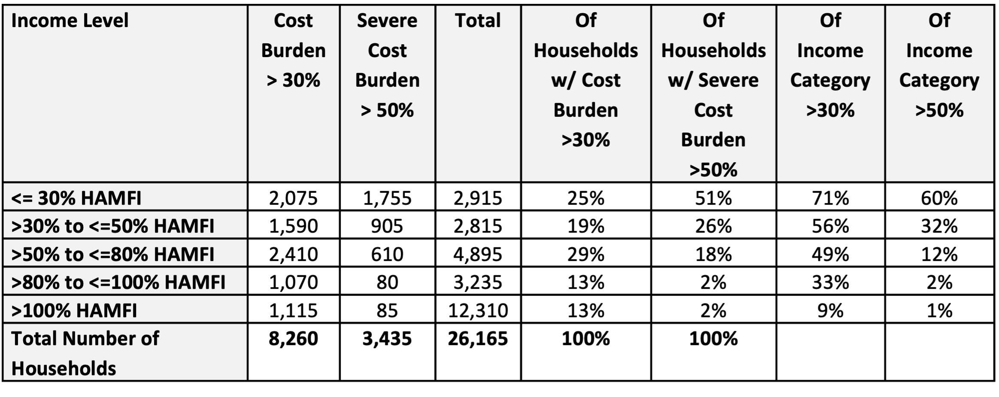 Income Level Cost Severe Total Of Of Of Of
Burden Cost Households Households Income Income
> 30% Burden w/ Cost w/ Severe Category Category
> 50% Burden Cost >30% >50%
>30% Burden
>50%
<= 30% HAMFI 2,075 1,755 2,915 25% 51% 71% 60%
>30% to <=50% HAMFI 1,590 905 2,815 19% 26% 56% 32%
>50% to <=80% HAMFI 2,410 610 4,895 29% 18% 49% 12%
>80% to <=100% HAMFI 1,070 80 3,235 13% 2% 33% 2%
>100% HAMFI 1,115 85 12,310 13% 2% 9% 1%
Total Number of 8,260 3,435 26,165 100% 100%
Households